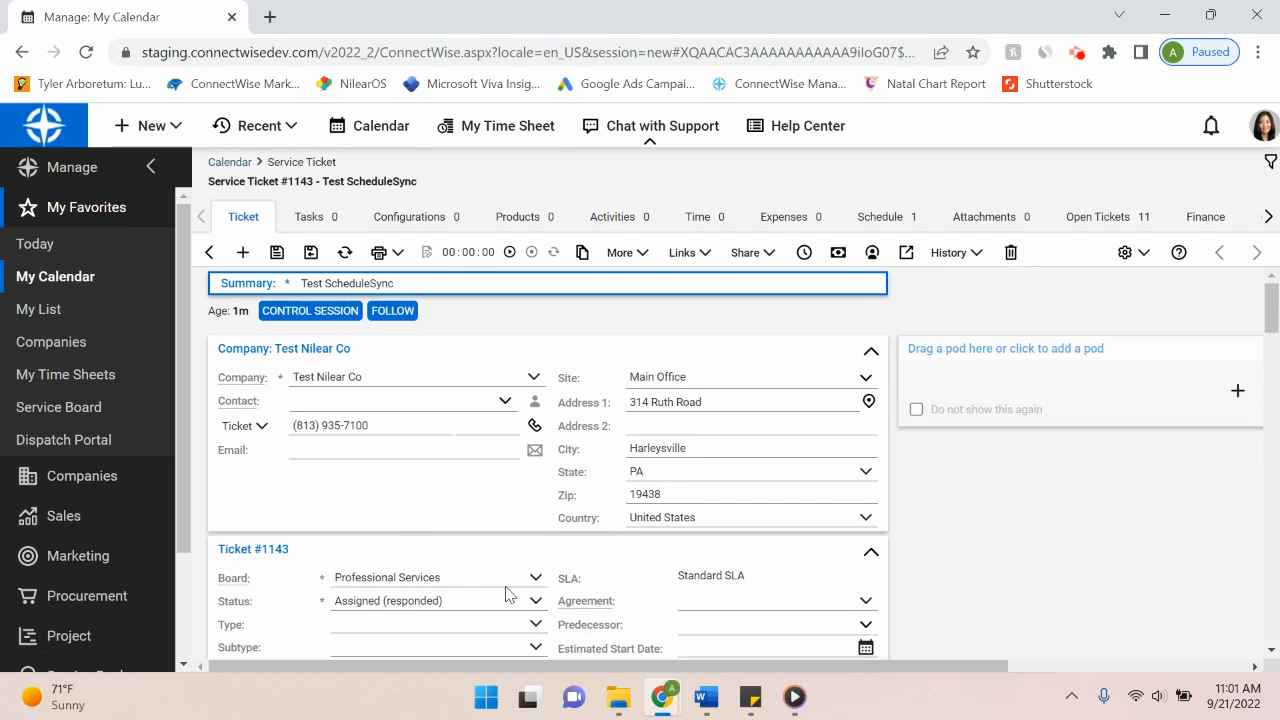 Manage: My Calendar
staging.connectwisedev.com/v2022_2/ConnectWise.aspx?locale=en_US&session=new#XQAACAC3AAAAAAAAAAA9iIoG07$...
A Paused
Tyler Arboretum: Lu... ConnectWise Mark... NilearOS Microsoft Viva Insig... Google Ads Campai... ConnectWise Mana... Natal Chart Report Shutterstock
New Recent Calendar My Time Sheet Chat with Support Help Center
Manage
My Favorites
Today
My Calendar
My List
Companies
My Time Sheets
Service Board
Dispatch Portal
Companies
Sales
Marketing
Procurement
Project
Calendar > Service Ticket
Service Ticket #1143 - Test ScheduleSync
Ticket Tasks 0 Configurations 0 Products 0 Activities 0 Time 0 Expenses 0 Schedule 1 Attachments 0 Open Tickets 11 Finance
00:00:00 More Links Share History
Summary: * Test ScheduleSync
Age: 1m CONTROL SESSION FOLLOW
Company: Test Nilear Co
Company: * Test Nilear Co
Contact:
Ticket (813) 935-7100
Email:
Site: Main Office
Address 1: 314 Ruth Road
Address 2:
City: Harleysville
State: PA
Zip: 19438
Country: United States
Drag a pod here or click to add a pod
Do not show this again
Ticket #1143
Board: * Professional Services
Status: * Assigned (responded)
Type:
Subtype:
SLA: Standard SLA
Agreement:
Predecessor:
Estimated Start Date:
71°F
Sunny
A
11:01 AM
9/21/2022